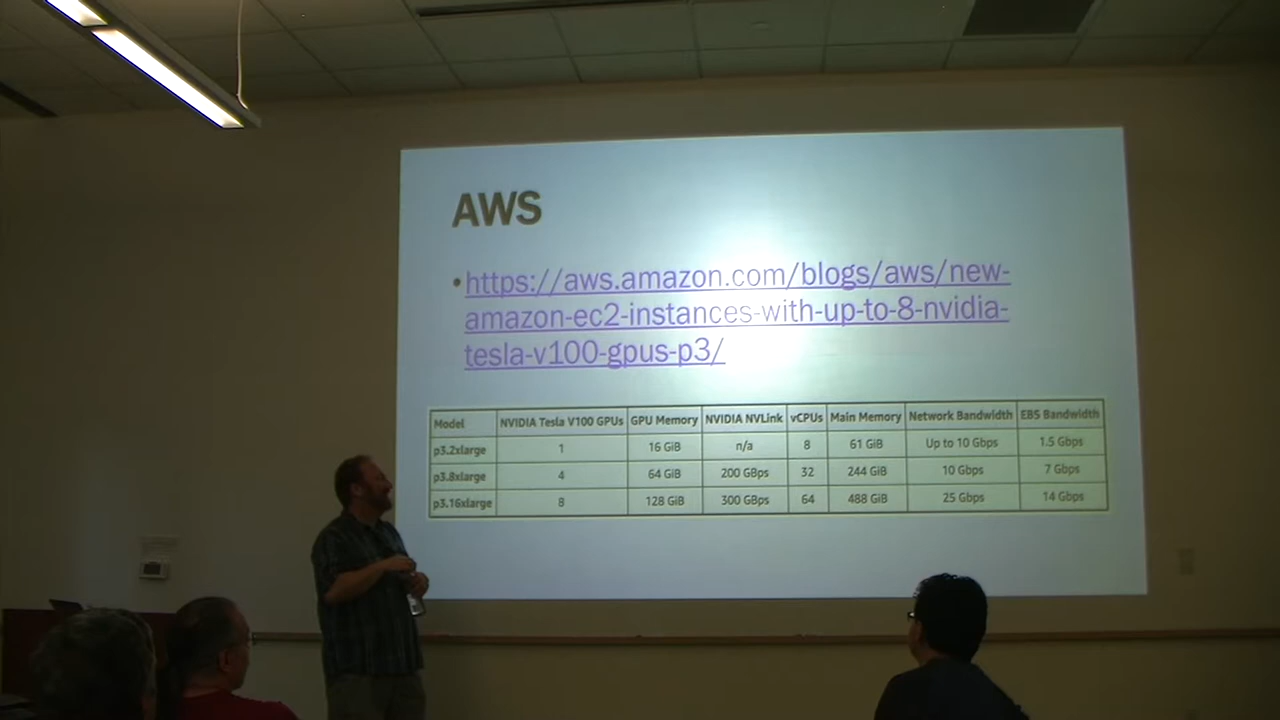 AWS
•https://aws.amazon.com/blogs/aws/new-
amazon-ec2-instances-with-up-to-8-nvidia-
tesla-v100-gpus-p3/
Model NVIDIA Tesla V100 GPUs GPU Memory NVIDIA NVLink vCPUs Main Memory Network Bandwidth EBS Bandwidth
p3.2xlarge 1 16 GiB n/a 8 61 GiB Up to 10 Gbps 1.5 Gbps
p3.8xlarge 4 64 GiB 200 GBps 32 244 GiB 10 Gbps 7 Gbps
p3.16xlarge 8 128 GiB 300 GBps 64 488 GiB 25 Gbps 14 Gbps